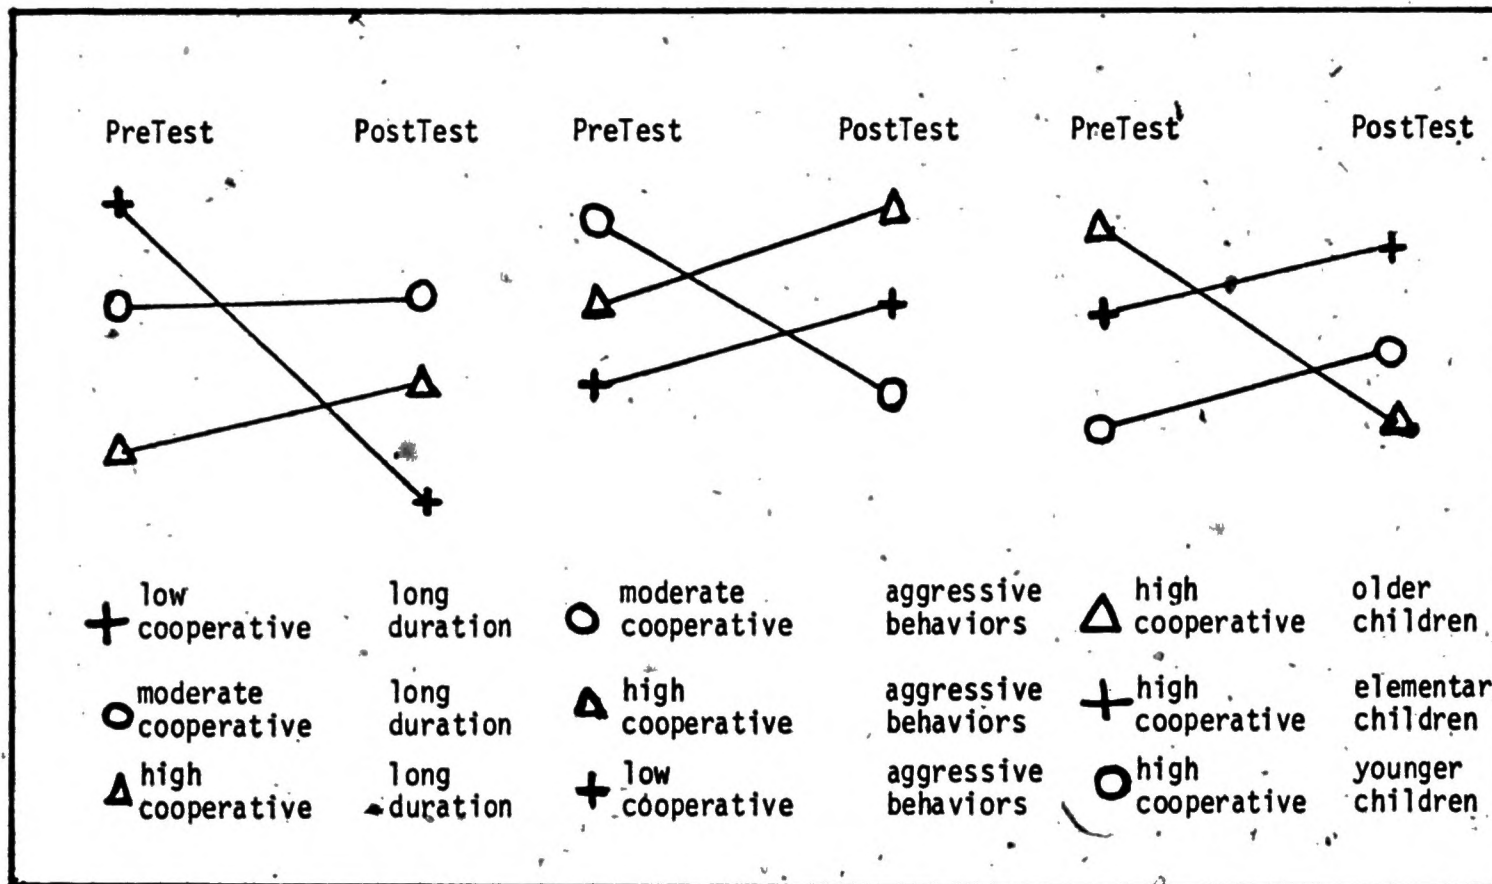 PreTest PostTest PreTest PostTest PreTest PostTest
low long moderate aggressive high older
cooperative duration cooperative behaviors cooperative children
moderate long high aggressive high elementar
cooperative duration cooperative behaviors cooperative children
high long low aggressive high younger
cooperative duration cooperative behaviors cooperative children